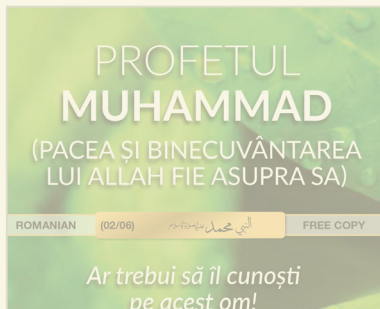 PROFETUL
MUHAMMAD
(PACEA ȘI BINECUVÂNTAREA
LUI ALLAH FIE ASUPRA SA)
ROMANIAN (02/06) النبي محمد FREE COPY
Ar trebui să îl cunoști
pe acest om!